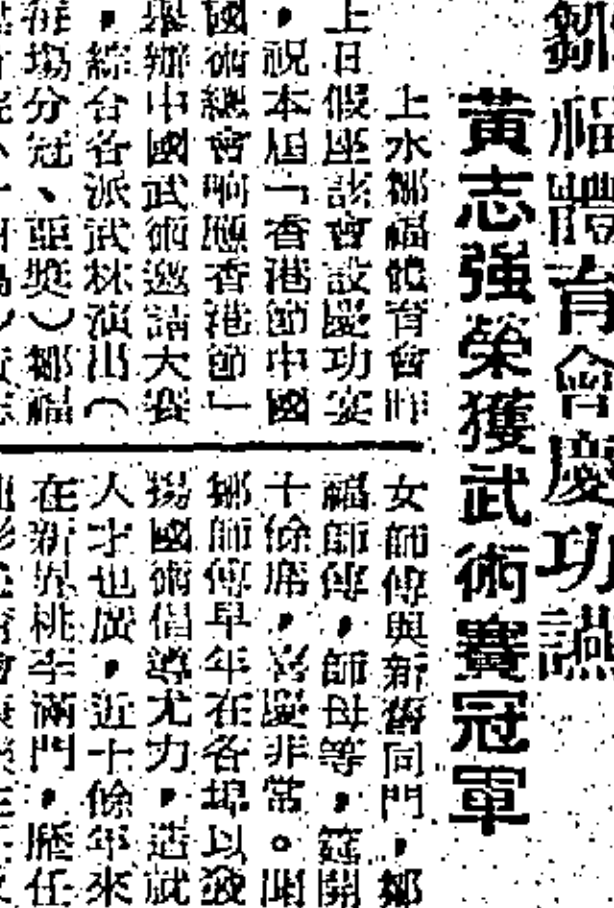 鄒福體育會慶功讌
黃志強榮獲武術賽冠軍
上水鄒福體育會昨
上日假座該會設慶功宴
，祝本屆「香港節中國
國術總會响應香港節」
舉辦中國武術邀請大賽
，綜合各派武林演出（
每場分冠、亞獎）鄒福
女師傅與新舊同門，鄒
福師傅，師母等，筵開
十餘席，喜慶非常。聞
鄒師傅早年在各埠以發
揚國術倡導尤力，造武
人才也廣，近十餘年來
在新界桃李滿門，歷任